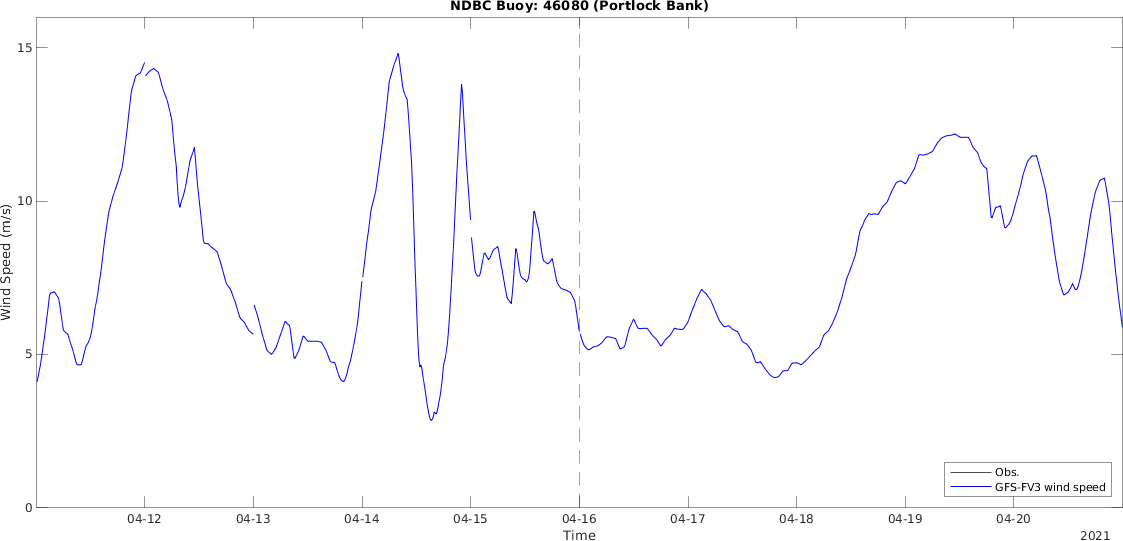 NDBC Buoy: 46080 (Portlock Bank)
15
10
5
0
Wind Speed (m/s)
04-12 04-13 04-14 04-15 04-16 04-17 04-18 04-19 04-20
Time
2021
Obs.
GFS-FV3 wind speed